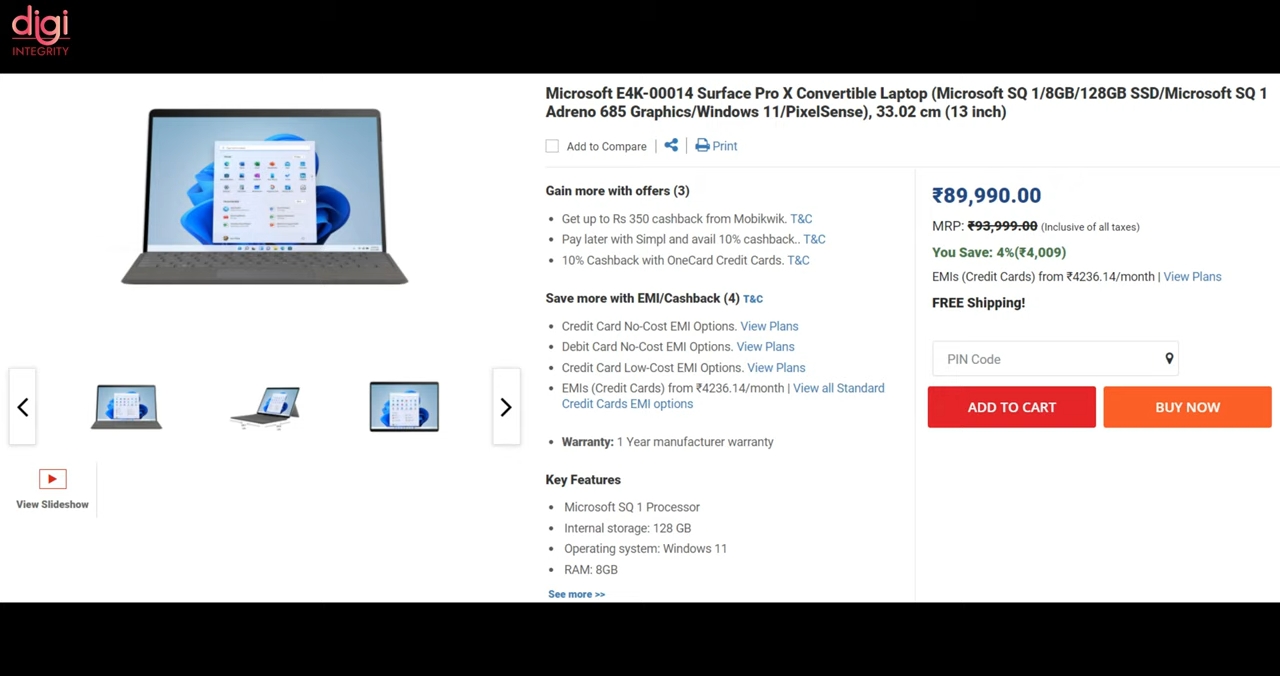 digi
INTEGRITY
Microsoft E4K-00014 Surface Pro X Convertible Laptop (Microsoft SQ 1/8GB/128GB SSD/Microsoft SQ 1
Adreno 685 Graphics/Windows 11/PixelSense), 33.02 cm (13 inch)
Add to Compare
Print
Gain more with offers (3)
• Get up to Rs 350 cashback from Mobikwik. T&C
• Pay later with Simpl and avail 10% cashback.. T&C
• 10% Cashback with OneCard Credit Cards. T&C
Save more with EMI/Cashback (4) T&C
• Credit Card No-Cost EMI Options. View Plans
• Debit Card No-Cost EMI Options. View Plans
• Credit Card Low-Cost EMI Options. View Plans
• EMIs (Credit Cards) from ₹4236.14/month | View all Standard
Credit Cards EMI options
• Warranty: 1 Year manufacturer warranty
Key Features
• Microsoft SQ 1 Processor
• Internal storage: 128 GB
• Operating system: Windows 11
• RAM: 8GB
See more >>
₹89,990.00
MRP: ₹93,999.00 (Inclusive of all taxes)
You Save: 4%(₹4,009)
EMIs (Credit Cards) from ₹4236.14/month | View Plans
FREE Shipping!
PIN Code
ADD TO CART
BUY NOW
View Slideshow